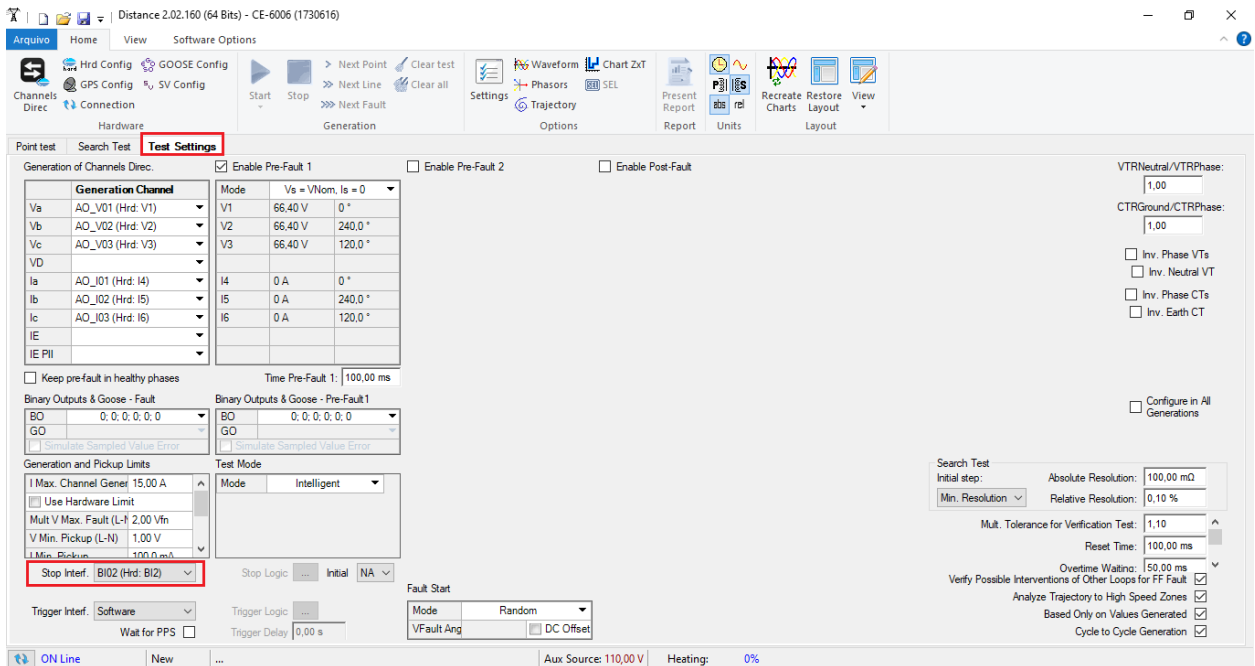 Distance 2.02.160 (64 Bits) - CE-6006 (1730616)
Arquivo Home View Software Options
Hrd Config GOOSE Config Next Point Clear test Waveform Chart ZxT
GPS Config SV Config Next Line Clear all Phasors SEL
Connection Next Fault Trajectory
Channels Direc Start Stop Settings Present Report abs rel Recreate Charts Restore Layout View
Hardware Generation Options Report Units Layout
Point test Search Test Test Settings
Generation of Channels Direc. Enable Pre-Fault 1 Enable Pre-Fault 2 Enable Post-Fault VTRNeutral/VTRPhase:
Generation Channel Mode Vs = VNom, Is = 0 1,00
Va AO_V01 (Hrd: V1) V1 66,40 V 0 ° CTRGround/CTRPhase:
Vb AO_V02 (Hrd: V2) V2 66,40 V 240,0 ° 1,00
Vc AO_V03 (Hrd: V3) V3 66,40 V 120,0 °
VD Inv. Phase VTs
Ia AO_I01 (Hrd: I4) I4 0 A 0 ° Inv. Neutral VT
Ib AO_I02 (Hrd: I5) I5 0 A 240,0 ° Inv. Phase CTs
Ic AO_I03 (Hrd: I6) I6 0 A 120,0 ° Inv. Earth CT
IE
IE PII
Keep pre-fault in healthy phases Time Pre-Fault 1: 100,00 ms
Binary Outputs & Goose - Fault Binary Outputs & Goose - Pre-Fault1 Configure in All Generations
BO 0; 0; 0; 0; 0; 0 BO 0; 0; 0; 0; 0; 0
GO GO
Simulate Sampled Value Error Simulate Sampled Value Error
Generation and Pickup Limits Test Mode Search Test
I Max. Channel Gener 15,00 A Mode Intelligent Initial step: Absolute Resolution: 100,00 mΩ
Use Hardware Limit Min. Resolution Relative Resolution: 0,10 %
Mult V Max. Fault (L-N 2,00 Vfn Mult. Tolerance for Verification Test: 1,10
V Min. Pickup (L-N) 1,00 V Reset Time: 100,00 ms
I Min. Pickup 100,0 mA Overtime Waiting: 50,00 ms
Stop Interf. BI02 (Hrd: BI2) Stop Logic ... Initial NA Verify Possible Interventions of Other Loops for FF Fault
Fault Start Analyze Trajectory to High Speed Zones
Trigger Interf. Software Trigger Logic ... Mode Random Based Only on Values Generated
Wait for PPS Trigger Delay 0,00 s VFault Ang DC Offset Cycle to Cycle Generation
ON Line New ... Aux Source: 110,00 V Heating: 0%